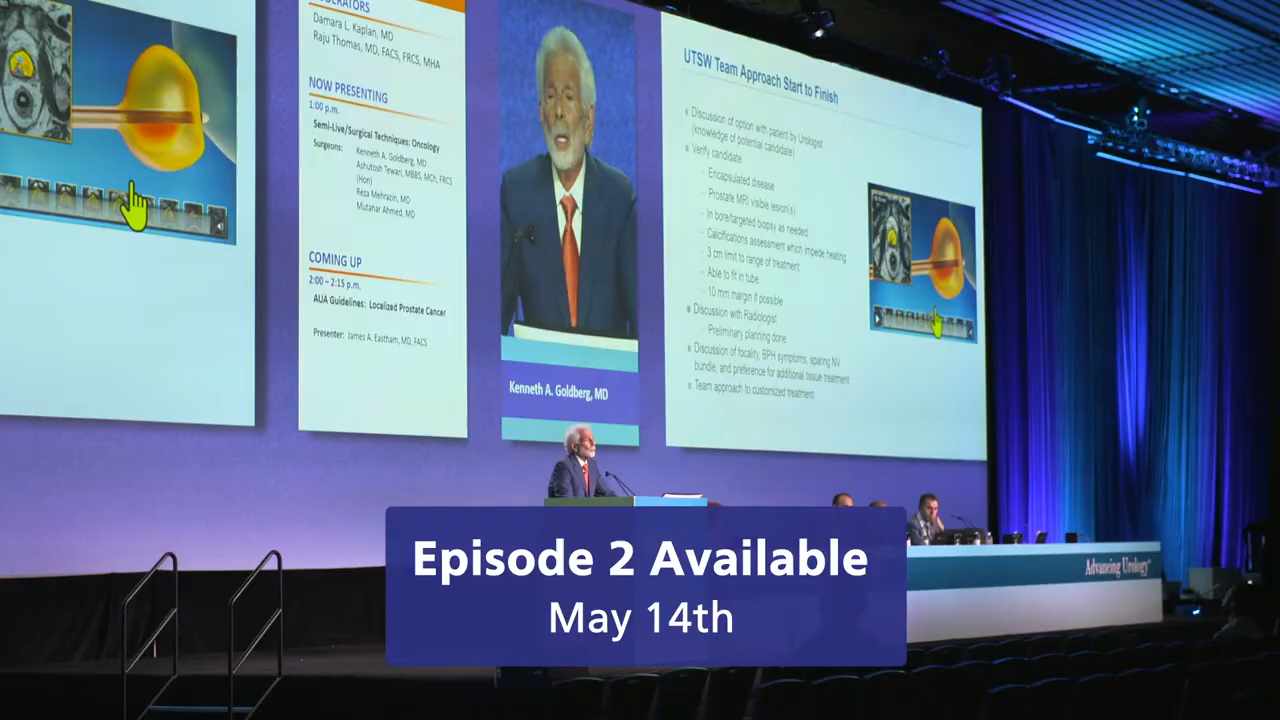 DERATORS
Damara L. Kaplan, MD
Raju Thomas, MD, FACS, FRCS, MHA
NOW PRESENTING
1:00 p.m.
Semi-Live/Surgical Techniques: Oncology
Surgeons: Kenneth A. Goldberg, MD
Ashutosh Tewari, MBBS, MCh, FRCS
(Hon)
Reza Mehrazin, MD
Mutahar Ahmed, MD
COMING UP
2:00 – 2:15 p.m.
AUA Guidelines: Localized Prostate Cancer
Presenter: James A. Eastham, MD, FACS
Kenneth A. Goldberg, MD
UTSW Team Approach Start to Finish
Discussion of option with patient by Urologist
(knowledge of potential candidate)
Verify candidate
– Encapsulated disease
– Prostate MRI visible lesion(s)
– In bore/targeted biopsy as needed
– Calcifications assessment which impede heating
– 3 cm limit to range of treatment
– Able to fit in tube
– 10 mm margin if possible
Discussion with Radiologist
– Preliminary planning done
Discussion of focality, BPH symptoms, sparing NV
bundle, and preference for additional tissue treatment
Team approach to customized treatment
Advancing Urology™
Episode 2 Available
May 14th